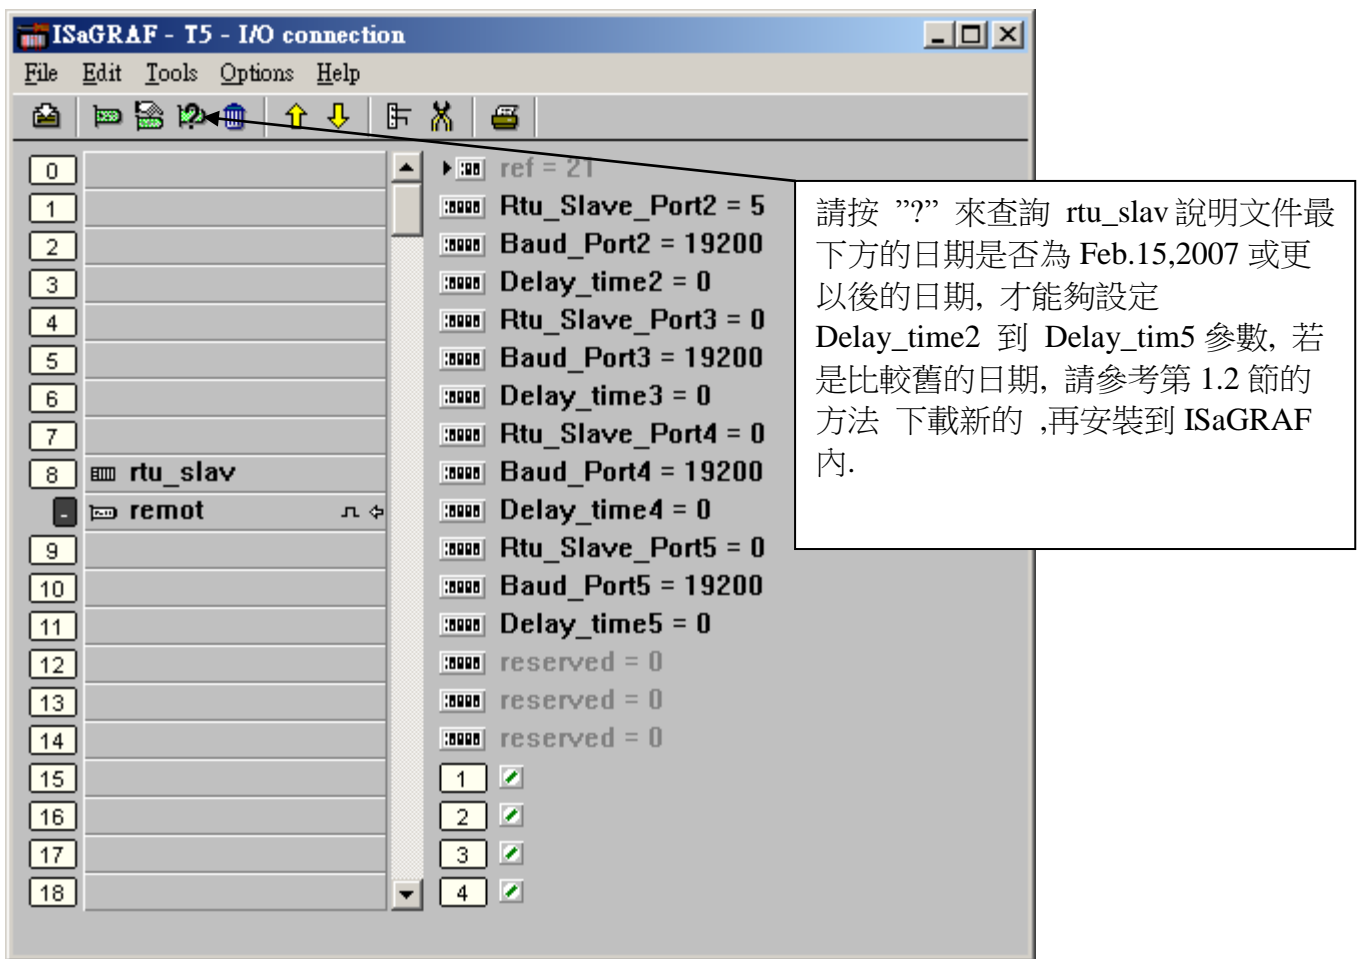 ISaGRAF - T5 - I/O connection
File Edit Tools Options Help
0
1
2
3
4
5
6
7
8 rtu_slav
- remot
9
10
11
12
13
14
15
16
17
18
ref = 21
Rtu_Slave_Port2 = 5
Baud_Port2 = 19200
Delay_time2 = 0
Rtu_Slave_Port3 = 0
Baud_Port3 = 19200
Delay_time3 = 0
Rtu_Slave_Port4 = 0
Baud_Port4 = 19200
Delay_time4 = 0
Rtu_Slave_Port5 = 0
Baud_Port5 = 19200
Delay_time5 = 0
reserved = 0
reserved = 0
reserved = 0
1
2
3
4
請按 ”?” 來查詢 rtu_slav 說明文件最
下方的日期是否為 Feb.15,2007 或更
以後的日期, 才能夠設定
Delay_time2 到 Delay_tim5 參數, 若
是比較舊的日期, 請參考第 1.2 節的
方法 下載新的 ,再安裝到 ISaGRAF
內.